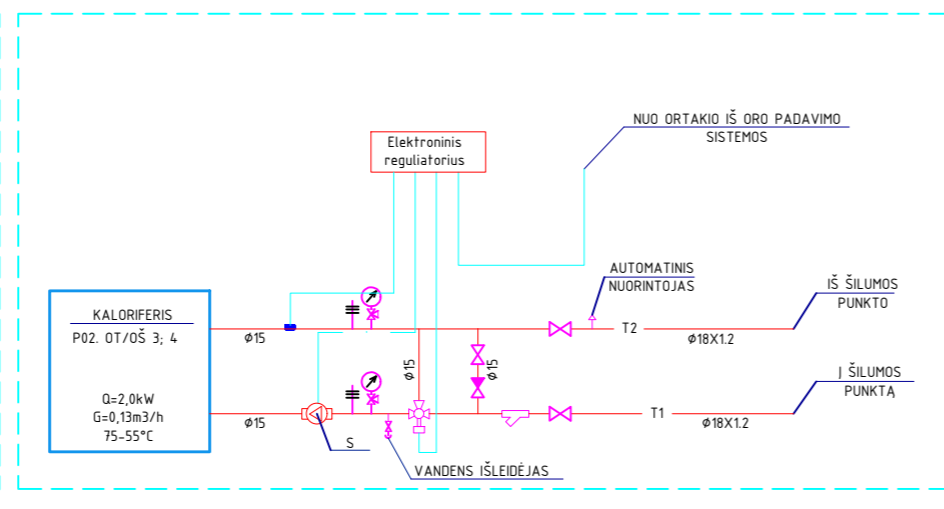 NUO ORTAKIO IŠ ORO PADAVIMO
SISTEMOS
Elektroninis
reguliatorius
AUTOMATINIS
NUORINTOJAS
IŠ ŠILUMOS
PUNKTO
KALORIFERIS
P02. OT/OŠ 3; 4
Q=2,0kW
G=0,13m3/h
75-55°C
ø15
T2
ø18X1.2
ø15
ø15
Į ŠILUMOS
PUNKTĄ
ø15
S
T1
ø18X1.2
VANDENS IŠLEIDĖJAS